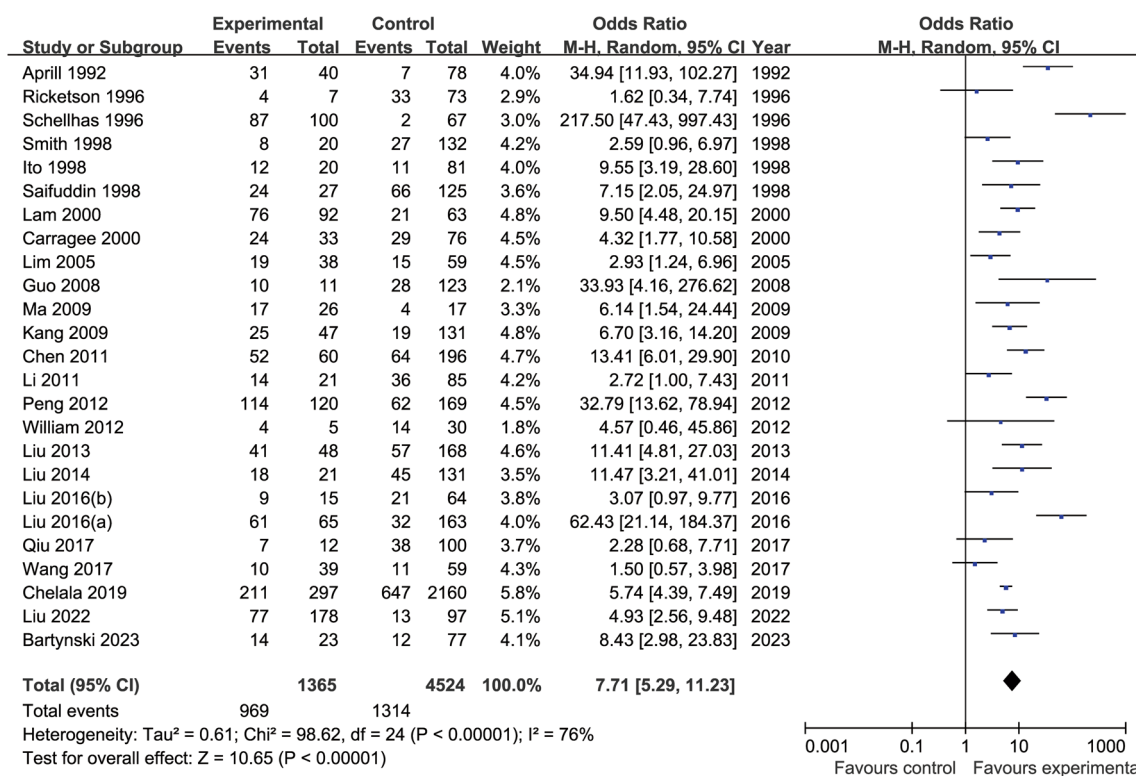 Experimental Control Odds Ratio Odds Ratio
Study or Subgroup Events Total Events Total Weight M-H, Random, 95% CI Year M-H, Random, 95% CI
Aprill 1992 31 40 7 78 4.0% 34.94 [11.93, 102.27] 1992
Ricketson 1996 4 7 33 73 2.9% 1.62 [0.34, 7.74] 1996
Schellhas 1996 87 100 2 67 3.0% 217.50 [47.43, 997.43] 1996
Smith 1998 8 20 27 132 4.2% 2.59 [0.96, 6.97] 1998
Ito 1998 12 20 11 81 4.0% 9.55 [3.19, 28.60] 1998
Saifuddin 1998 24 27 66 125 3.6% 7.15 [2.05, 24.97] 1998
Lam 2000 76 92 21 63 4.8% 9.50 [4.48, 20.15] 2000
Carragee 2000 24 33 29 76 4.5% 4.32 [1.77, 10.58] 2000
Lim 2005 19 38 15 59 4.5% 2.93 [1.24, 6.96] 2005
Guo 2008 10 11 28 123 2.1% 33.93 [4.16, 276.62] 2008
Ma 2009 17 26 4 17 3.3% 6.14 [1.54, 24.44] 2009
Kang 2009 25 47 19 131 4.8% 6.70 [3.16, 14.20] 2009
Chen 2011 52 60 64 196 4.7% 13.41 [6.01, 29.90] 2010
Li 2011 14 21 36 85 4.2% 2.72 [1.00, 7.43] 2011
Peng 2012 114 120 62 169 4.5% 32.79 [13.62, 78.94] 2012
William 2012 4 5 14 30 1.8% 4.57 [0.46, 45.86] 2012
Liu 2013 41 48 57 168 4.6% 11.41 [4.81, 27.03] 2013
Liu 2014 18 21 45 131 3.5% 11.47 [3.21, 41.01] 2014
Liu 2016(b) 9 15 21 64 3.8% 3.07 [0.97, 9.77] 2016
Liu 2016(a) 61 65 32 163 4.0% 62.43 [21.14, 184.37] 2016
Qiu 2017 7 12 38 100 3.7% 2.28 [0.68, 7.71] 2017
Wang 2017 10 39 11 59 4.3% 1.50 [0.57, 3.98] 2017
Chelala 2019 211 297 647 2160 5.8% 5.74 [4.39, 7.49] 2019
Liu 2022 77 178 13 97 5.1% 4.93 [2.56, 9.48] 2022
Bartynski 2023 14 23 12 77 4.1% 8.43 [2.98, 23.83] 2023
Total (95% CI) 1365 4524 100.0% 7.71 [5.29, 11.23]
Total events 969 1314
Heterogeneity: Tau² = 0.61; Chi² = 98.62, df = 24 (P < 0.00001); I² = 76%
Test for overall effect: Z = 10.65 (P < 0.00001)
0.001 0.1 1 10 1000
Favours control Favours experimenta